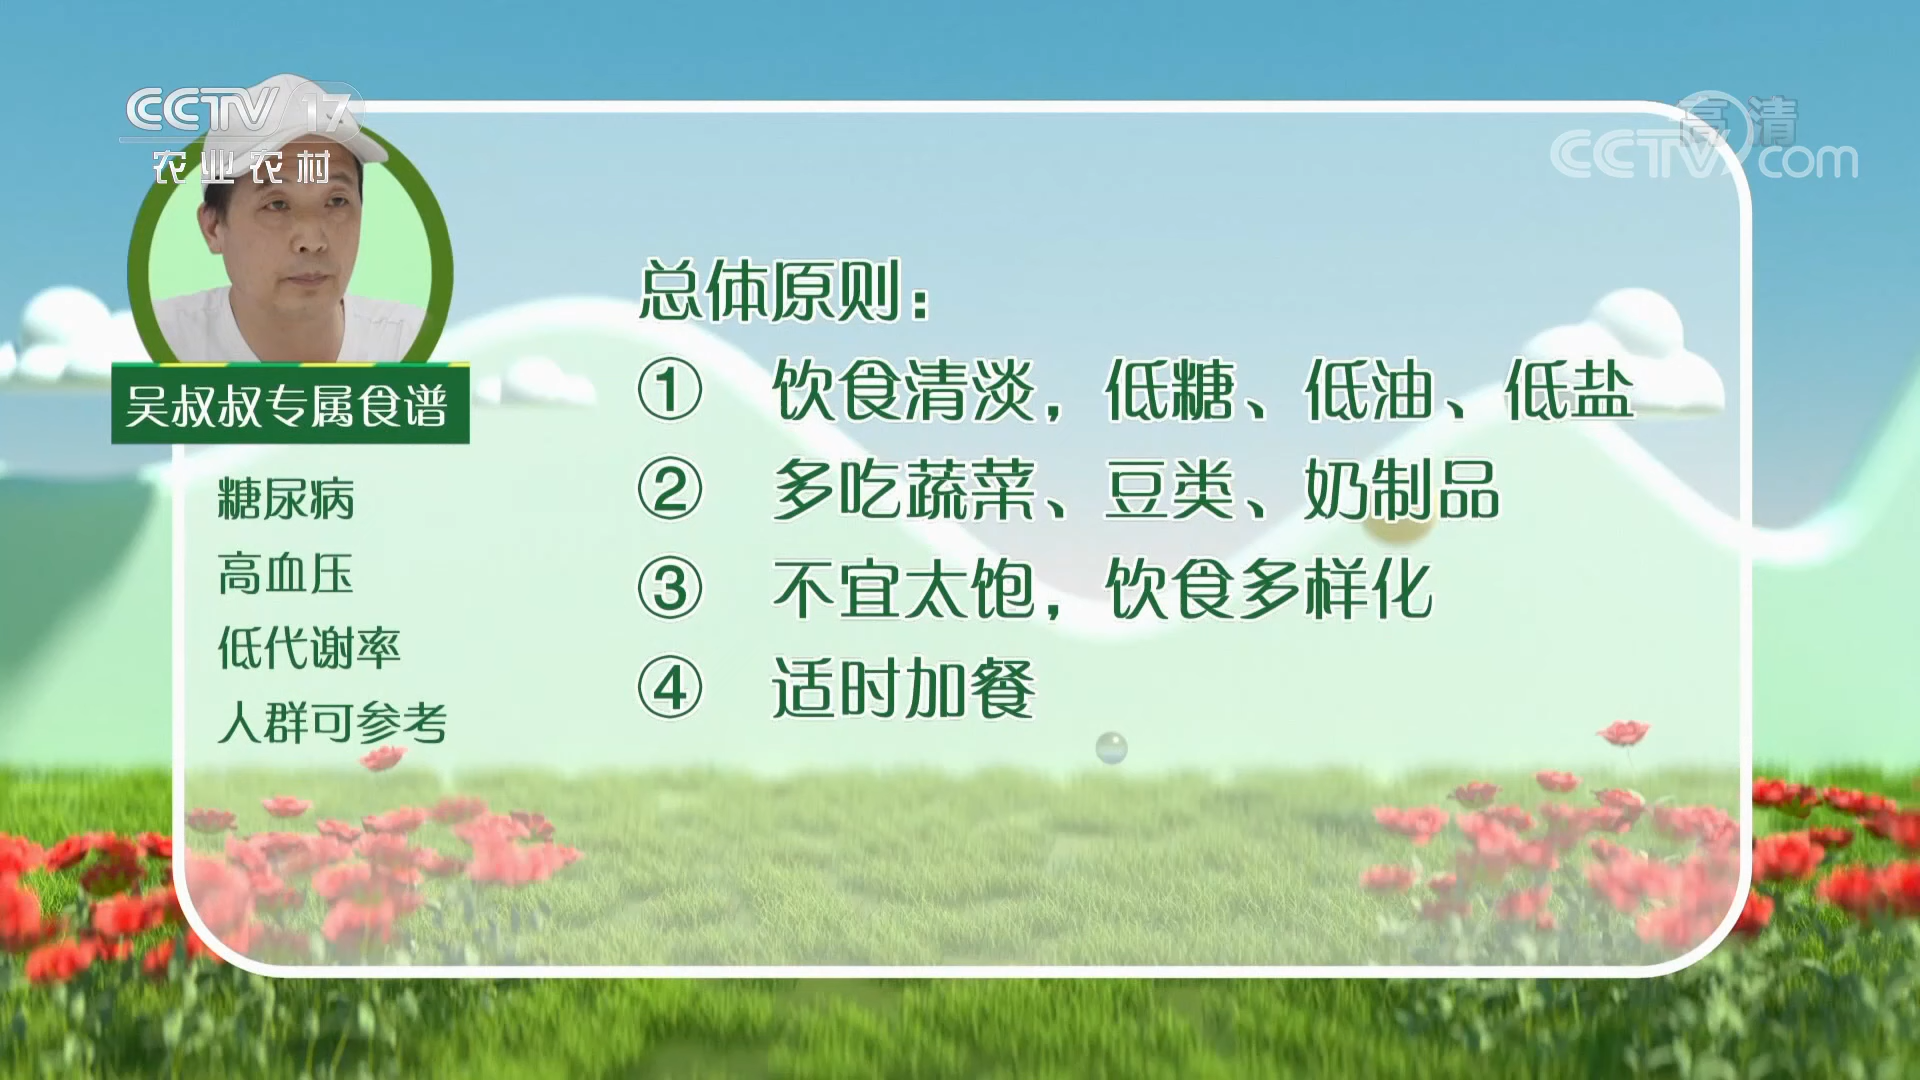 CCTV 17
农业农村
高清
CCTV.com
吴叔叔专属食谱
糖尿病
高血压
低代谢率
人群可参考
总体原则：
① 饮食清淡，低糖、低油、低盐
② 多吃蔬菜、豆类、奶制品
③ 不宜太饱，饮食多样化
④ 适时加餐